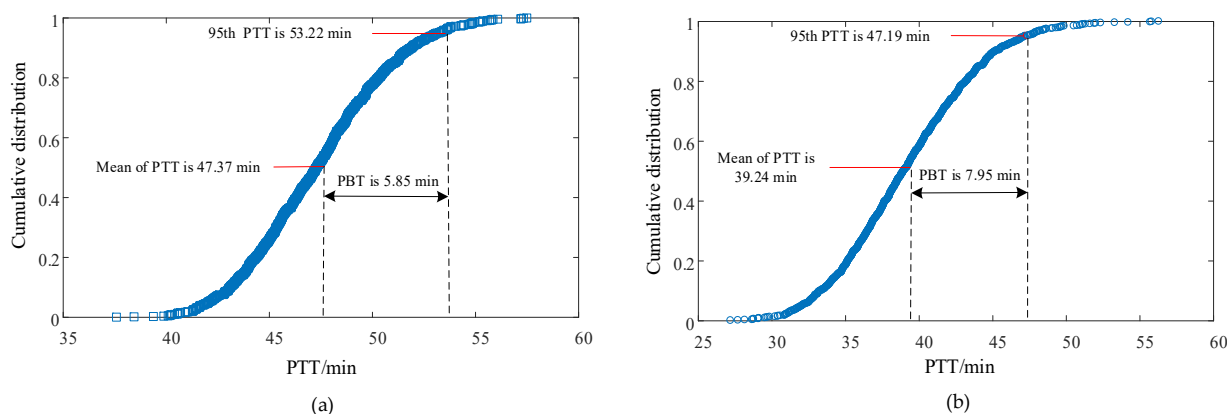 1
95th PTT is 53.22 min
0.8
0.6
Mean of PTT is 47.37 min
PBT is 5.85 min
0.4
0.2
0
Cumulative distribution
35
40
45
50
55
60
PTT/min
(a)
1
95th PTT is 47.19 min
0.8
0.6
Mean of PTT is
39.24 min
PBT is 7.95 min
0.4
0.2
0
Cumulative distribution
25
30
35
40
45
50
55
60
PTT/min
(b)